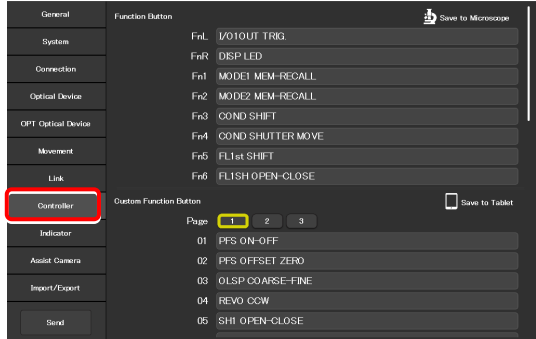 General
System
Connection
Optical Device
OPT Optical Device
Movement
Link
Controller
Indicator
Assist Camera
Import/Export
Send
Function Button
Save to Microscope
FnL I/O1OUT TRIG.
FnR DISP LED
Fn1 MODE1 MEM-RECALL
Fn2 MODE2 MEM-RECALL
Fn3 COND SHIFT
Fn4 COND SHUTTER MOVE
Fn5 FL1st SHIFT
Fn6 FL1SH OPEN-CLOSE
Custom Function Button
Save to Tablet
Page 1 2 3
01 PFS ON-OFF
02 PFS OFFSET ZERO
03 OLSP COARSE-FINE
04 REVO CCW
05 SH1 OPEN-CLOSE